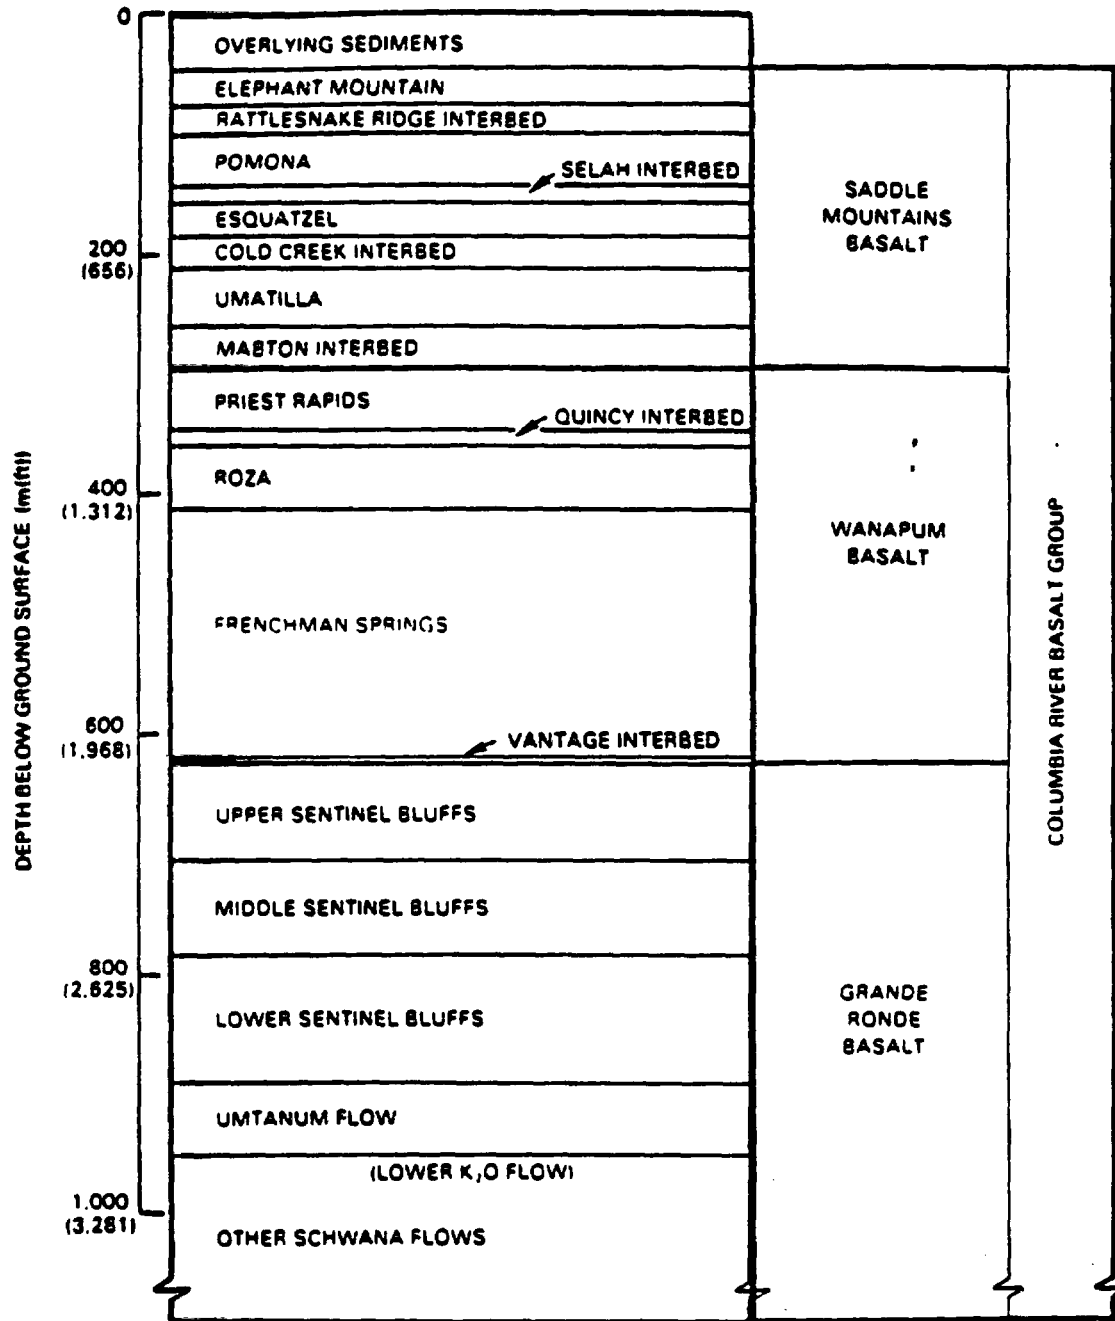 DEPTH BELOW GROUND SURFACE (m(ft))
0
200
(656)
400
(1.312)
600
(1.968)
800
(2.625)
1.000
(3.281)
OVERLYING SEDIMENTS
ELEPHANT MOUNTAIN
RATTLESNAKE RIDGE INTERBED
POMONA
SELAH INTERBED
ESQUATZEL
COLD CREEK INTERBED
UMATILLA
MABTON INTERBED
PRIEST RAPIDS
QUINCY INTERBED
ROZA
FRENCHMAN SPRINGS
VANTAGE INTERBED
UPPER SENTINEL BLUFFS
MIDDLE SENTINEL BLUFFS
LOWER SENTINEL BLUFFS
UMTANUM FLOW
(LOWER K₂O FLOW)
OTHER SCHWANA FLOWS
SADDLE
MOUNTAINS
BASALT
WANAPUM
BASALT
GRANDE
RONDE
BASALT
COLUMBIA RIVER BASALT GROUP